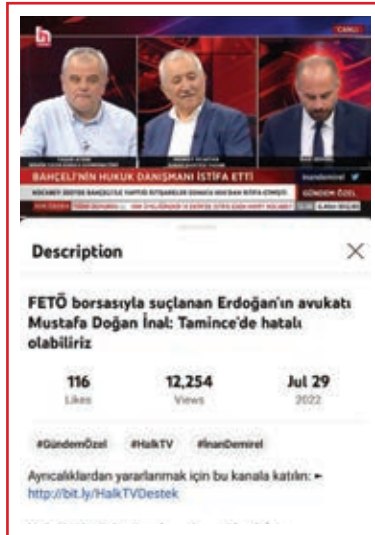 CANLI
BAHÇELİ'NİN HUKUK DANIŞMANI İSTİFA ETTİ
inandemirel
GÜNDEM ÖZEL
Description
FETÖ borsasıyla suçlanan Erdoğan'ın avukatı
Mustafa Doğan İnal: Tamince'de hatalı
olabiliriz
116 12,254 Jul 29
Likes Views 2022
#GündemÖzel #HalkTV #İnanDemirel
Ayrıcalıklardan yararlanmak için bu kanala katılın: ►
http://bit.ly/HalkTVDestek